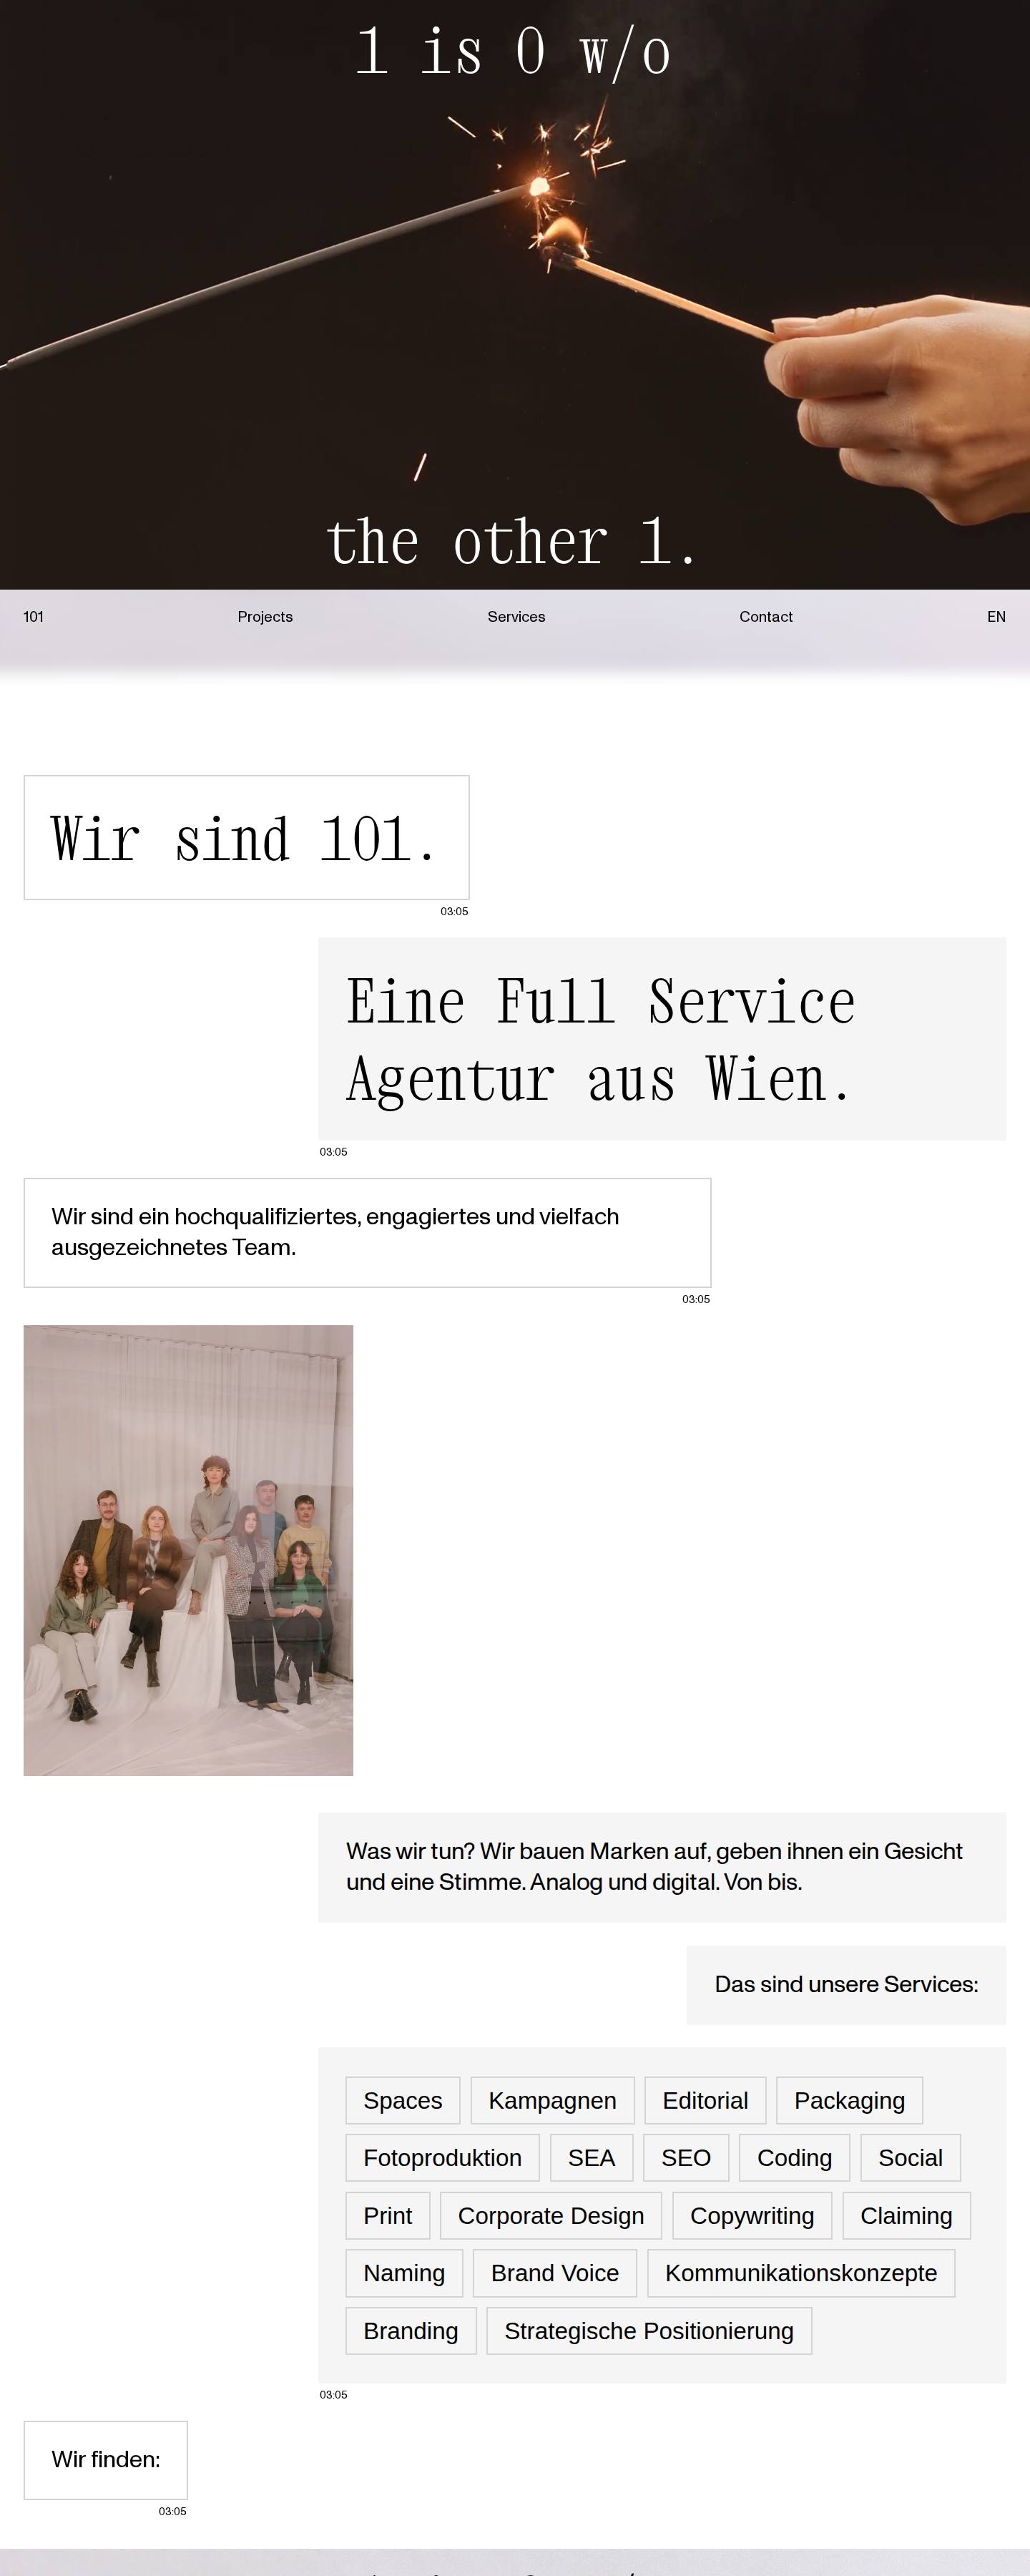 1 is 0 w/o
the other 1.
101
Projects
Services
Contact
EN
Wir sind 101.
03:05
Eine Full Service
Agentur aus Wien.
03:05
Wir sind ein hochqualifiziertes, engagiertes und vielfach
ausgezeichnetes Team.
03:05
Was wir tun? Wir bauen Marken auf, geben ihnen ein Gesicht
und eine Stimme. Analog und digital. Von bis.
Das sind unsere Services:
Spaces
Kampagnen
Editorial
Packaging
Fotoproduktion
SEA
SEO
Coding
Social
Print
Corporate Design
Copywriting
Claiming
Naming
Brand Voice
Kommunikationskonzepte
Branding
Strategische Positionierung
03:05
Wir finden:
03:05